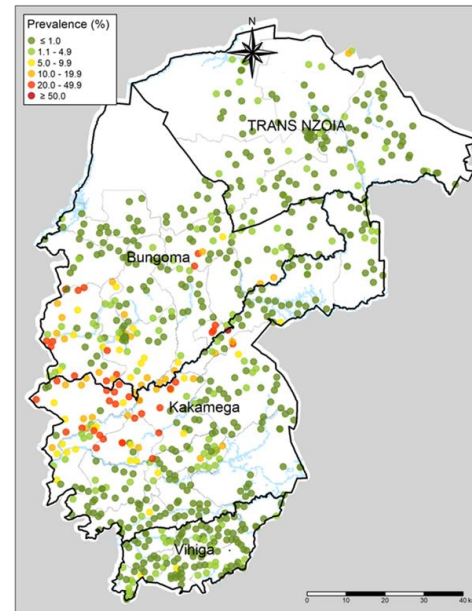 N
Prevalence (%)
≤ 1.0
1.1 - 4.9
5.0 - 9.9
10.0 - 19.9
20.0 - 49.9
≥ 50.0
TRANS NZOIA
Bungoma
Kakamega
Vihiga
0 10 20 30 40 k